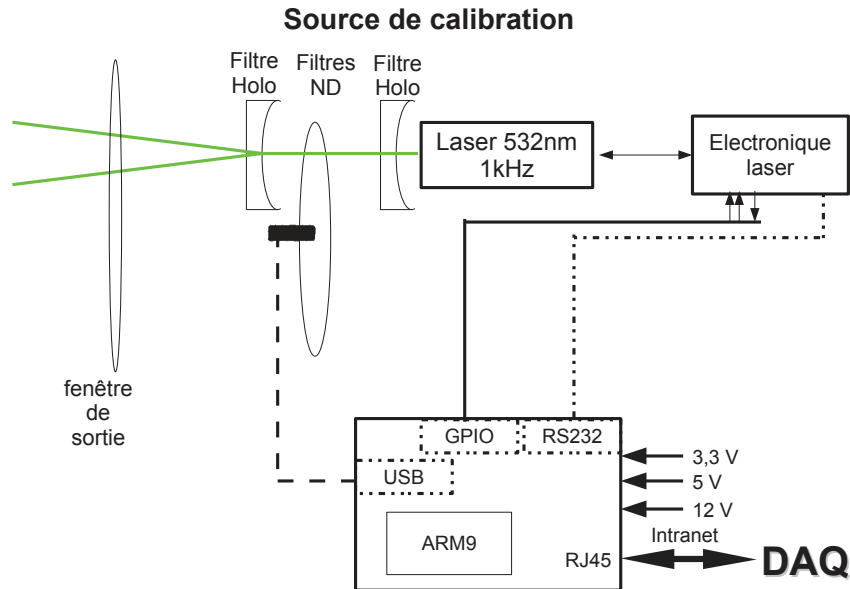 Source de calibration
Filtre
Holo
Filtres
ND
Filtre
Holo
Laser 532nm
1kHz
Electronique
laser
fenêtre
de
sortie
GPIO
RS232
USB
3,3 V
5 V
12 V
ARM9
Intranet
RJ45
DAQ